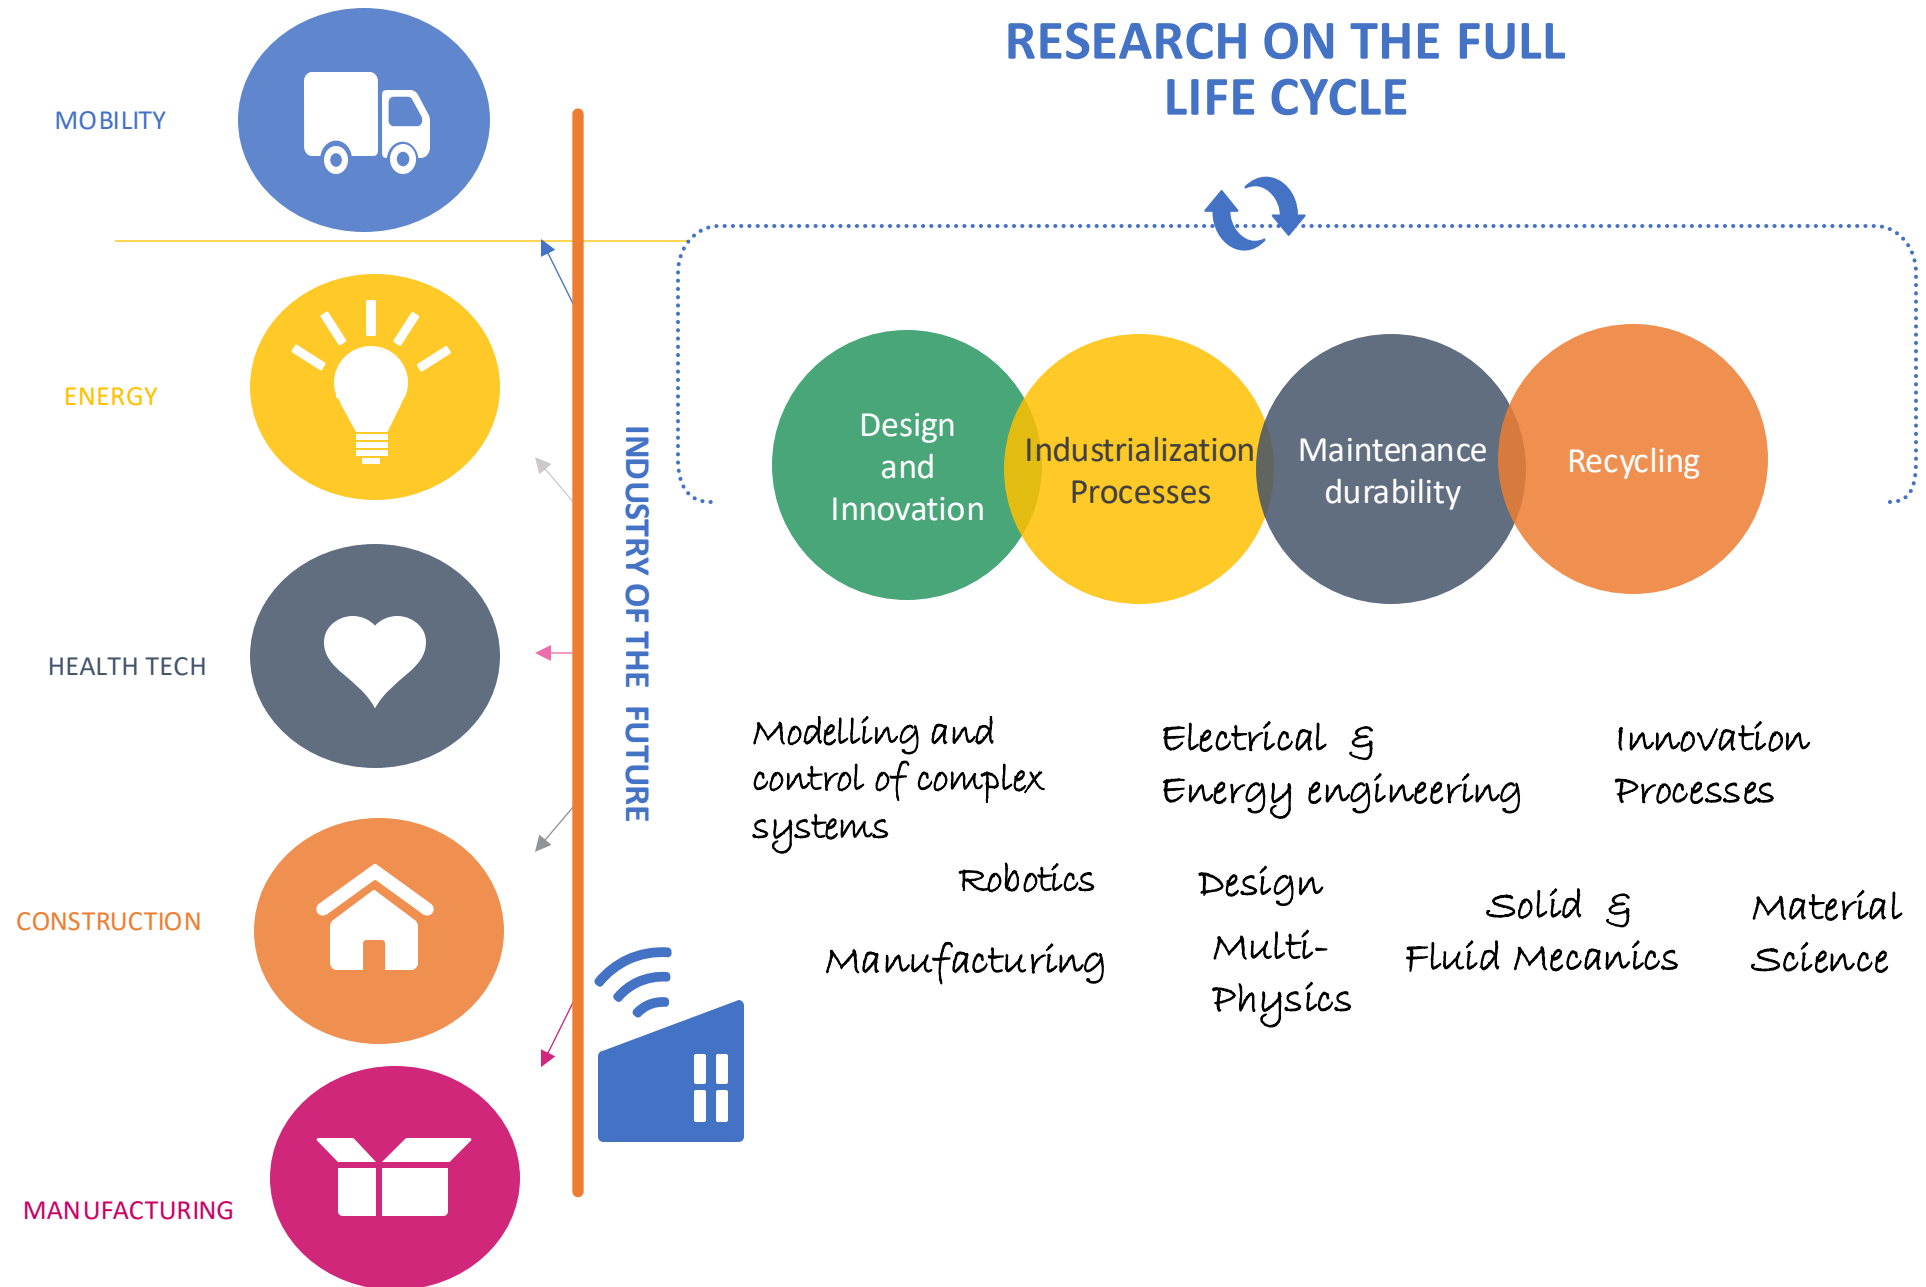 RESEARCH ON THE FULL
LIFE CYCLE
MOBILITY
ENERGY
HEALTH TECH
CONSTRUCTION
MANUFACTURING
INDUSTRY OF THE FUTURE
Design
and
Innovation
Industrialization
Processes
Maintenance
durability
Recycling
Modelling and
control of complex
systems
Electrical &
Energy engineering
Innovation
Processes
Robotics
Design
Solid &
Fluid Mecanics
Material
Science
Manufacturing
Multi-
Physics